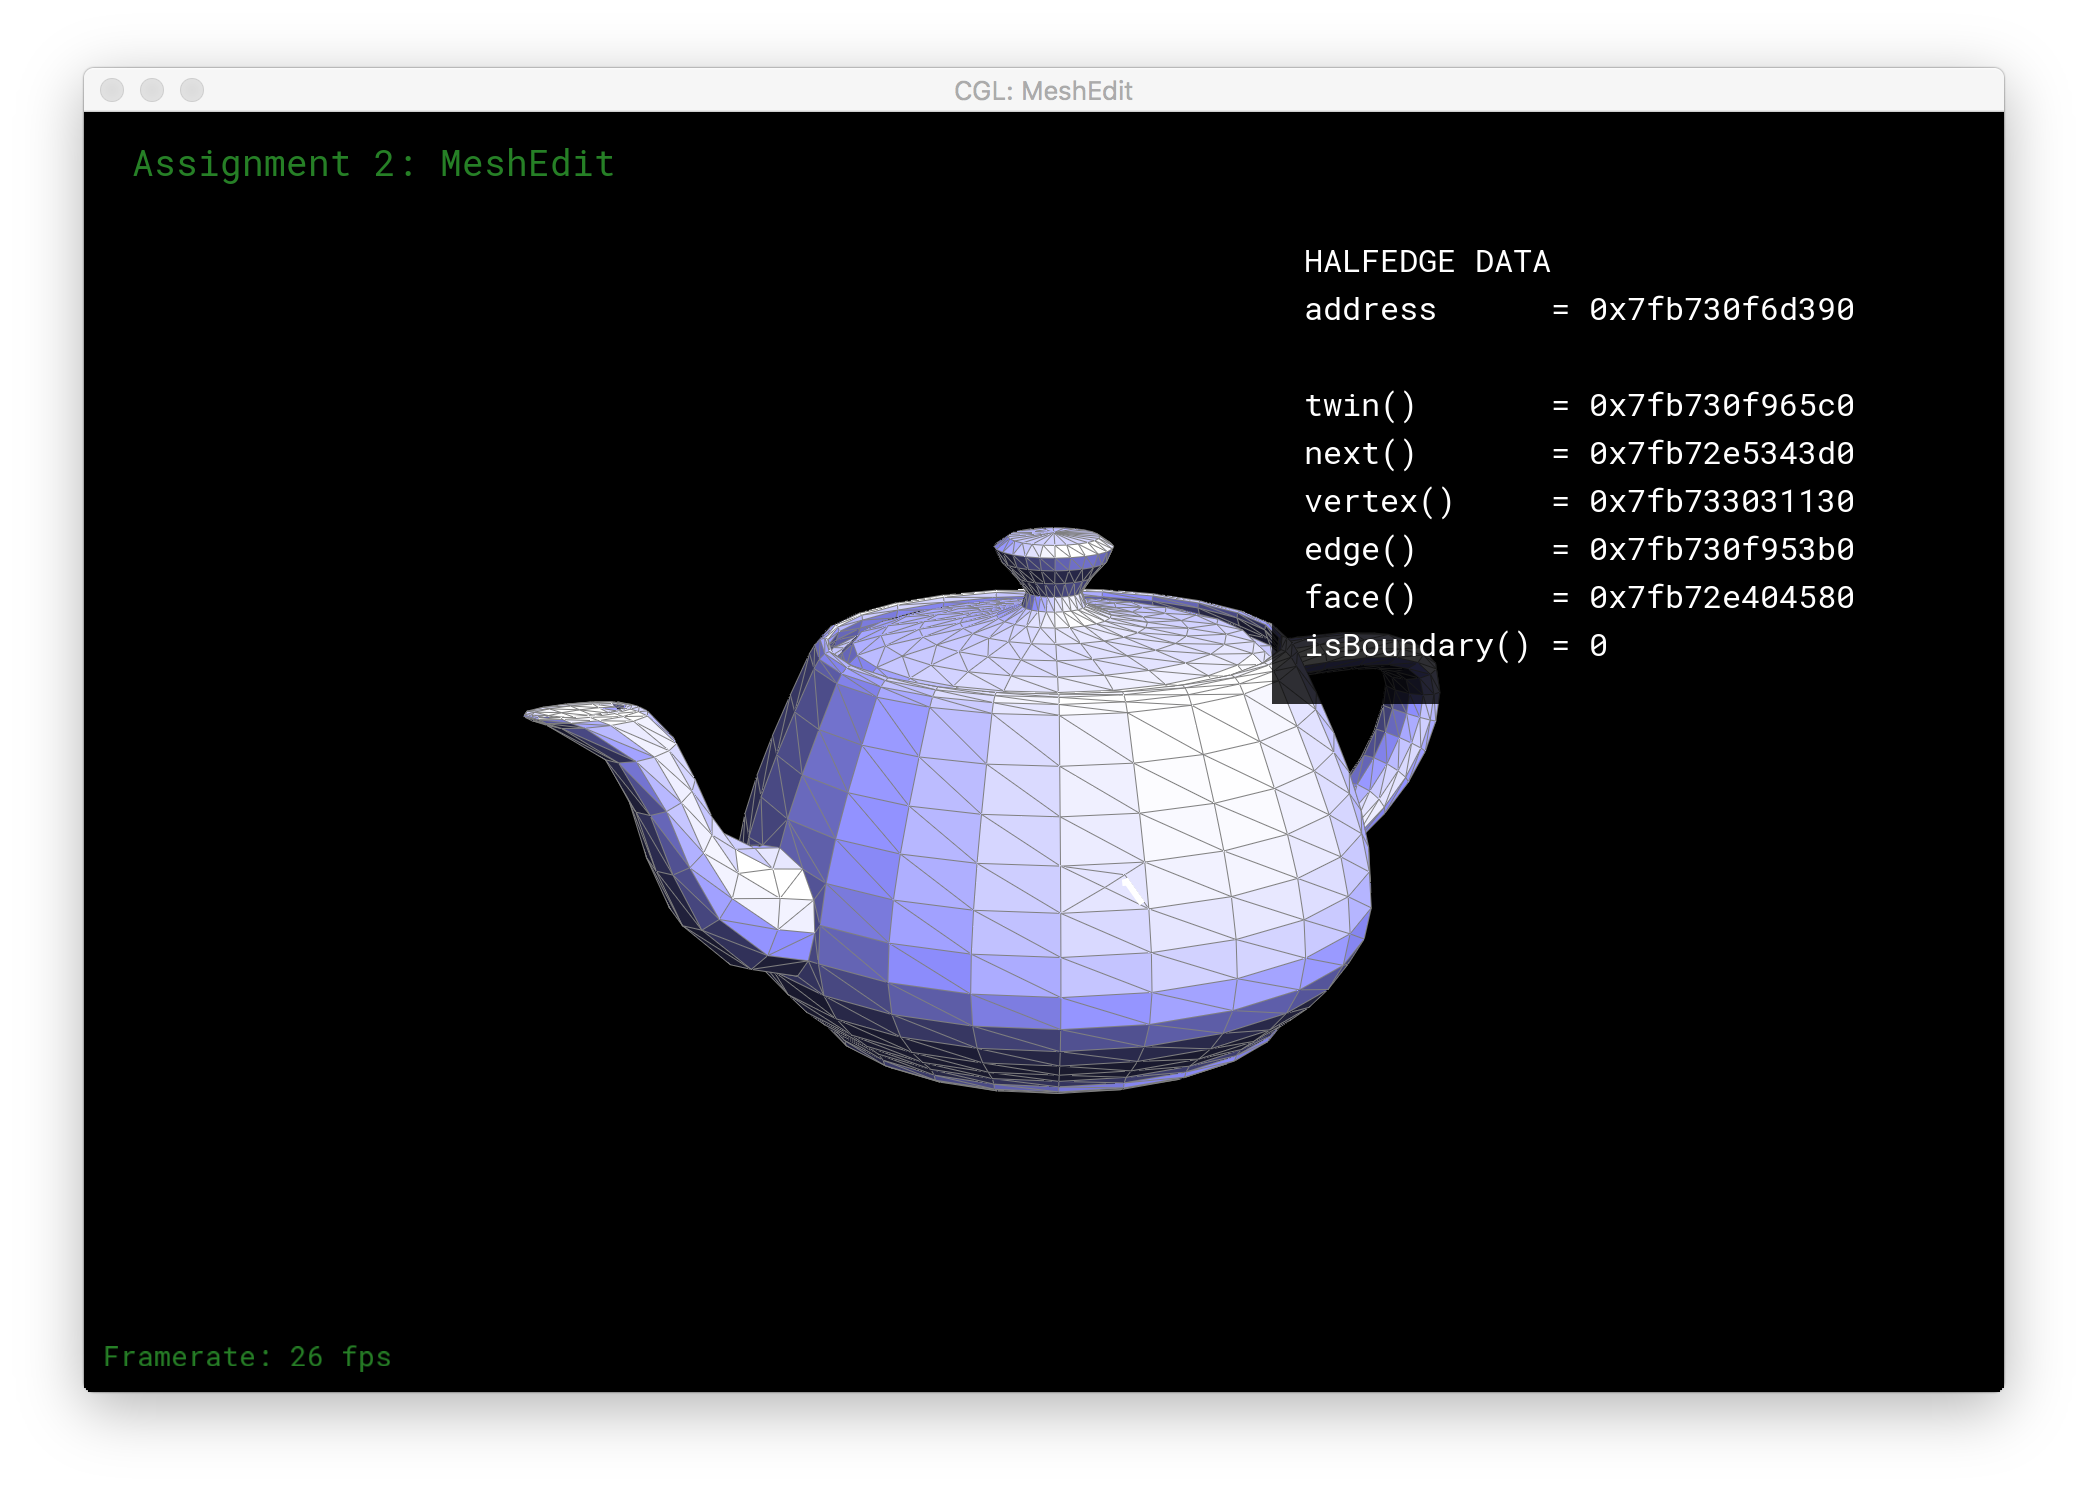 CGL: MeshEdit
Assignment 2: MeshEdit
HALFEDGE DATA
address = 0x7fb730f6d390
twin() = 0x7fb730f965c0
next() = 0x7fb72e5343d0
vertex() = 0x7fb733031130
edge() = 0x7fb730f953b0
face() = 0x7fb72e404580
isBoundary() = 0
Framerate: 26 fps